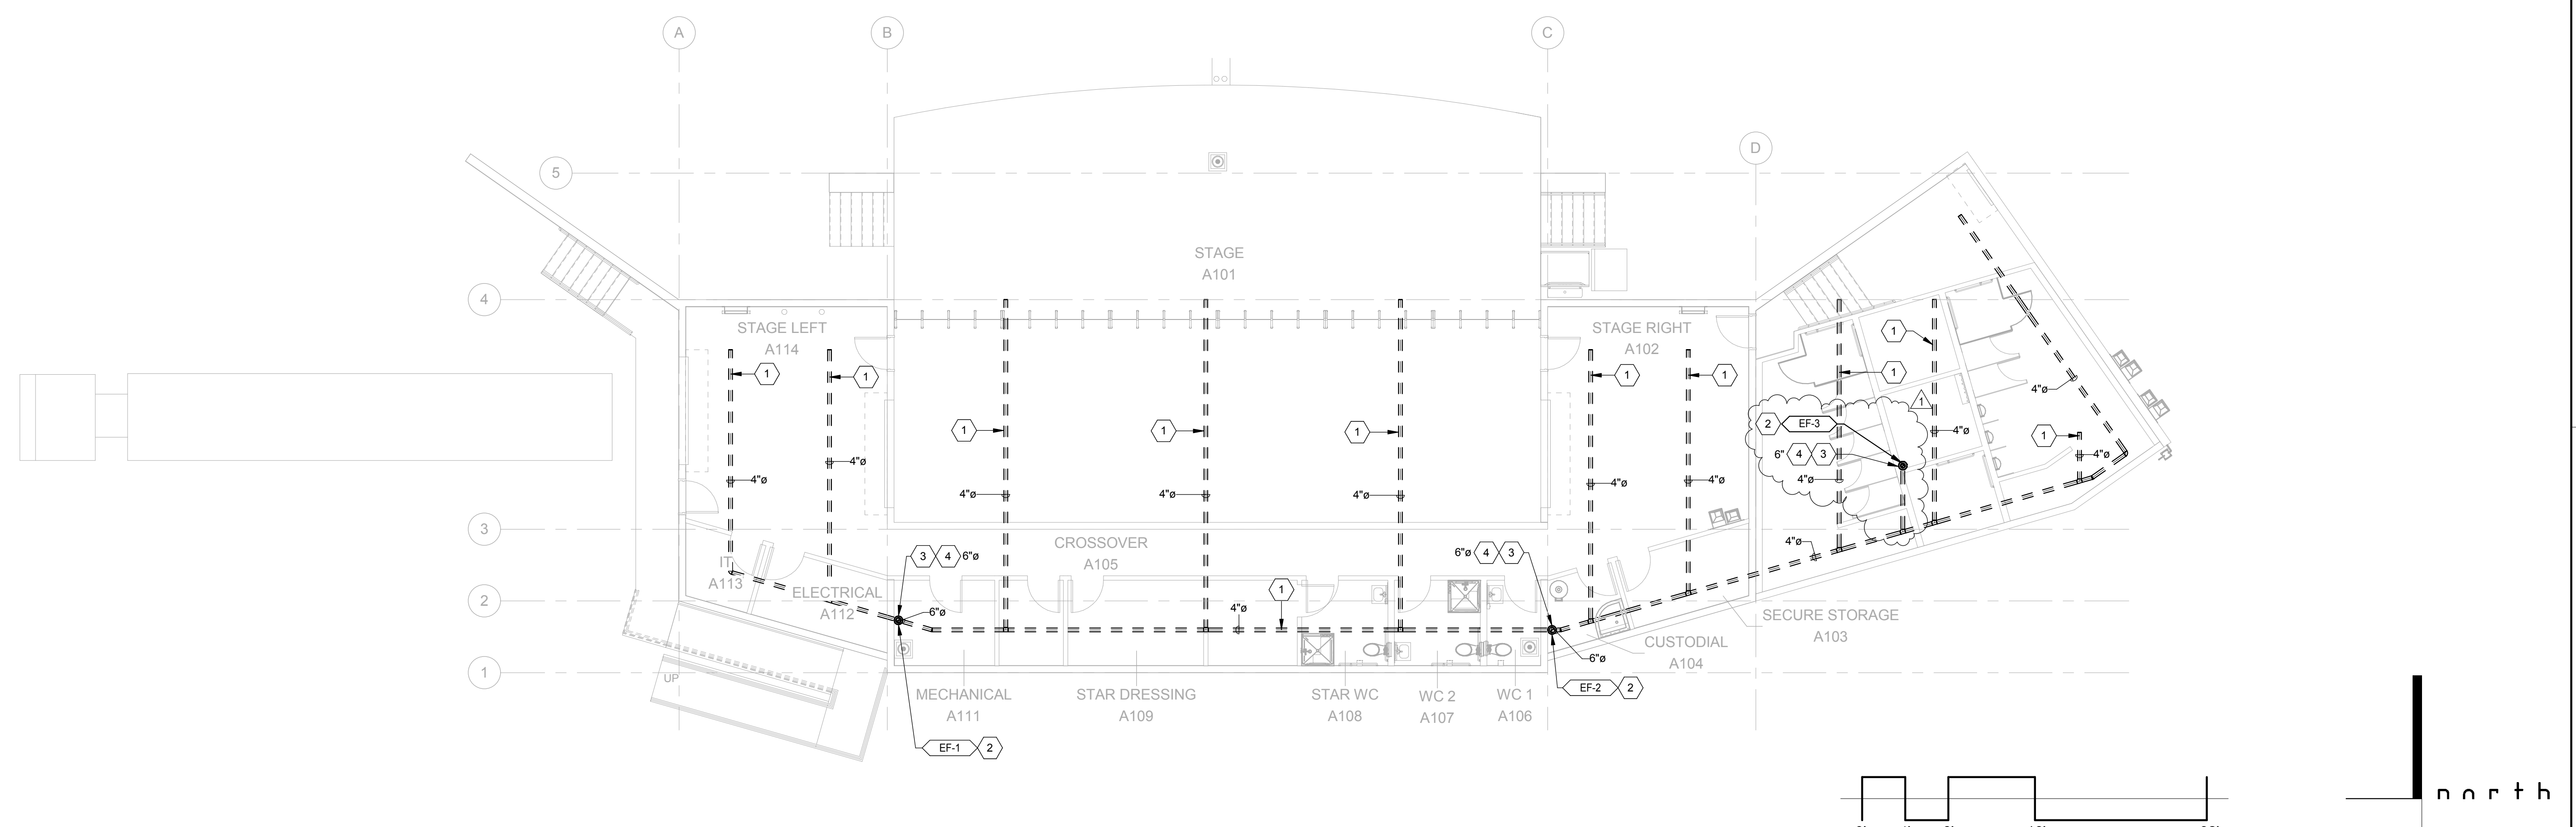 A
B
C
D
5
4
3
2
1
STAGE
A101
STAGE LEFT
A114
STAGE RIGHT
A102
1
1
1
1
1
1
1
1
1
1
1
1
2
EF-3
6"
4
3
4"ø
4"ø
4"ø
4"ø
4"ø
4"ø
4"ø
4"ø
4"ø
4"ø
4"ø
4"ø
4"ø
4"ø
IT
A113
ELECTRICAL
A112
3
4
6"ø
6"ø
CROSSOVER
A105
1
6"ø
4
3
6"ø
EF-2
2
EF-1
2
SECURE STORAGE
A103
CUSTODIAL
A104
UP
MECHANICAL
A111
STAR DRESSING
A109
STAR WC
A108
WC 2
A107
WC 1
A106
north